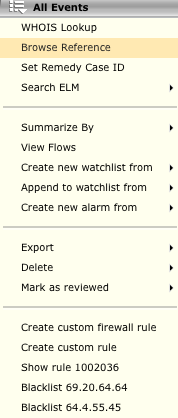 All Events
WHOIS Lookup
Browse Reference
Set Remedy Case ID
Search ELM
Summarize By
View Flows
Create new watchlist from
Append to watchlist from
Create new alarm from
Export
Delete
Mark as reviewed
Create custom firewall rule
Create custom rule
Show rule 1002036
Blacklist 69.20.64.64
Blacklist 64.4.55.45